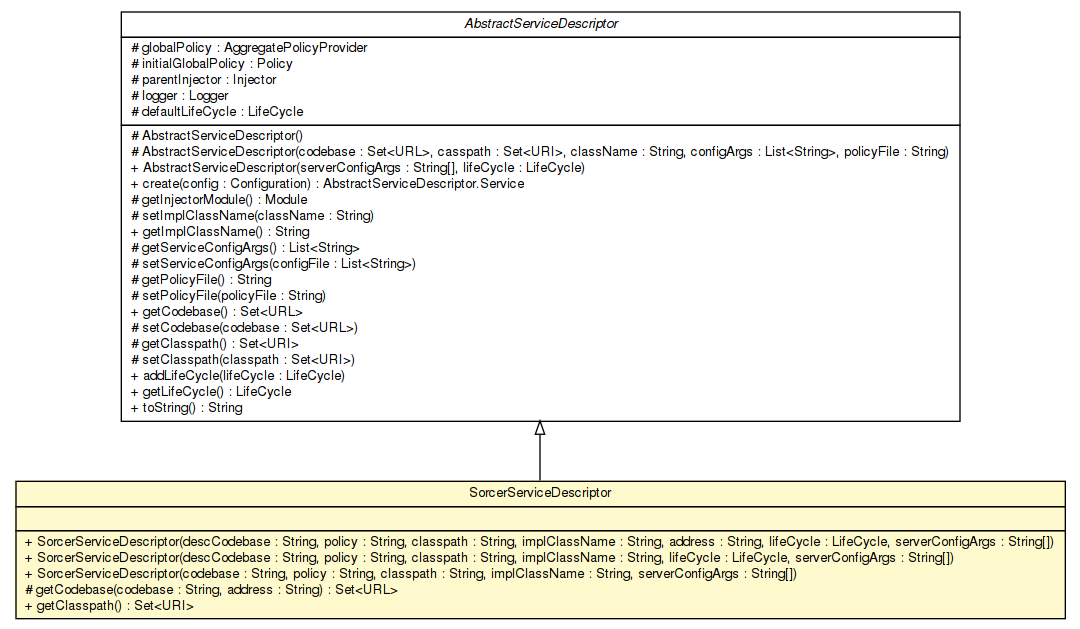 AbstractServiceDescriptor
# globalPolicy : AggregatePolicyProvider
# initialGlobalPolicy : Policy
# parentInjector : Injector
# logger : Logger
# defaultLifeCycle : LifeCycle
# AbstractServiceDescriptor()
# AbstractServiceDescriptor(codebase : Set<URL>, casspath : Set<URI>, className : String, configArgs : List<String>, policyFile : String)
+ AbstractServiceDescriptor(serverConfigArgs : String[], lifeCycle : LifeCycle)
+ create(config : Configuration) : AbstractServiceDescriptor.Service
# getInjectorModule() : Module
# setImplClassName(className : String)
+ getImplClassName() : String
# getServiceConfigArgs() : List<String>
# setServiceConfigArgs(configFile : List<String>)
# getPolicyFile() : String
# setPolicyFile(policyFile : String)
+ getCodebase() : Set<URL>
# setCodebase(codebase : Set<URL>)
# getClasspath() : Set<URI>
# setClasspath(classpath : Set<URI>)
+ addLifeCycle(lifeCycle : LifeCycle)
+ getLifeCycle() : LifeCycle
+ toString() : String
SorcerServiceDescriptor
+ SorcerServiceDescriptor(descCodebase : String, policy : String, classpath : String, implClassName : String, address : String, lifeCycle : LifeCycle, serverConfigArgs : String[])
+ SorcerServiceDescriptor(descCodebase : String, policy : String, classpath : String, implClassName : String, lifeCycle : LifeCycle, serverConfigArgs : String[])
+ SorcerServiceDescriptor(codebase : String, policy : String, classpath : String, implClassName : String, serverConfigArgs : String[])
# getCodebase(codebase : String, address : String) : Set<URL>
+ getClasspath() : Set<URI>